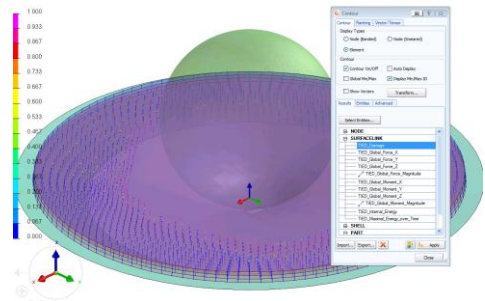 1.000
0.933
0.867
0.800
0.733
0.667
0.600
0.533
0.467
0.400
0.333
0.267
0.200
0.133
0.067
0.000
Contour
Contour Ranking Vector/Tensor
Display Types
Node (Banded) Node (Smeared)
Element
Contour
Contour On/Off Auto Display
Global Min/Max Display Min/Max ID
Show Vectors Transform...
Results Entities Advanced
Select Entities...
NODE
SURFACELINK
TIED_Damage
TIED_Global_Force_X
TIED_Global_Force_Y
TIED_Global_Force_Z
TIED_Global_Force_Magnitude
TIED_Global_Moment_X
TIED_Global_Moment_Y
TIED_Global_Moment_Z
TIED_Global_Moment_Magnitude
TIED_Internal_Energy
TIED_Maximal_Energy_over_Time
SHELL
PART
Import... Export... Apply
Close